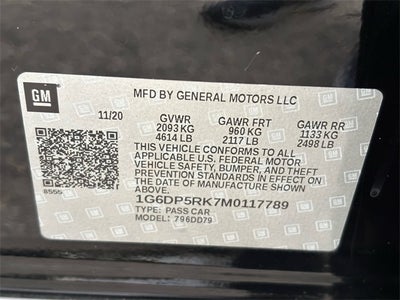 GM
MFD BY GENERAL MOTORS LLC
11/20 GVWR GAWR FRT GAWR RR
2093 KG 960 KG 1133 KG
4614 LB 2117 LB 2498 LB
THIS VEHICLE CONFORMS TO ALL
APPLICABLE U.S. FEDERAL MOTOR
VEHICLE SAFETY, BUMPER, AND THEFT
PREVENTION STANDARDS IN EFFECT ON
THE DATE OF MANUFACTURE
SHOWN ABOVE.
8555
1G6DP5RK7M0117789
TYPE: PASS CAR
MODEL: 796DD79